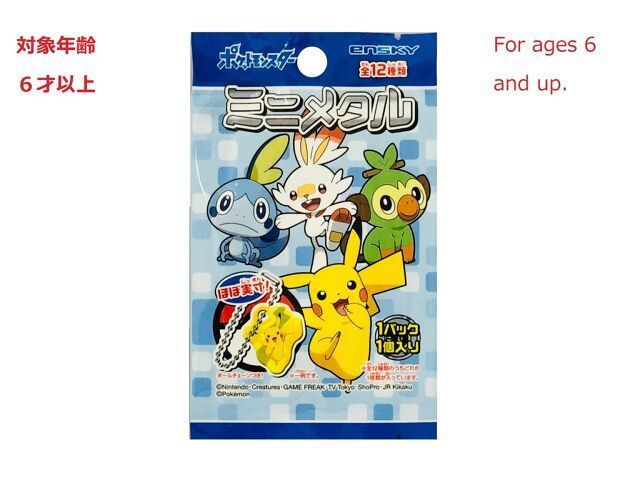 対象年齢
６才以上
For ages 6
and up.
ポケットモンスター
ensky
全12種類
ミニメタル
ほぼ実寸!
ボールチェーンつき!
※一例です。
1パック
1個入り
※全12種類のうちどれか
1種類が入っています。
©Nintendo･Creatures･GAME FREAK･TV Tokyo･ShoPro･JR Kikaku
©Pokémon